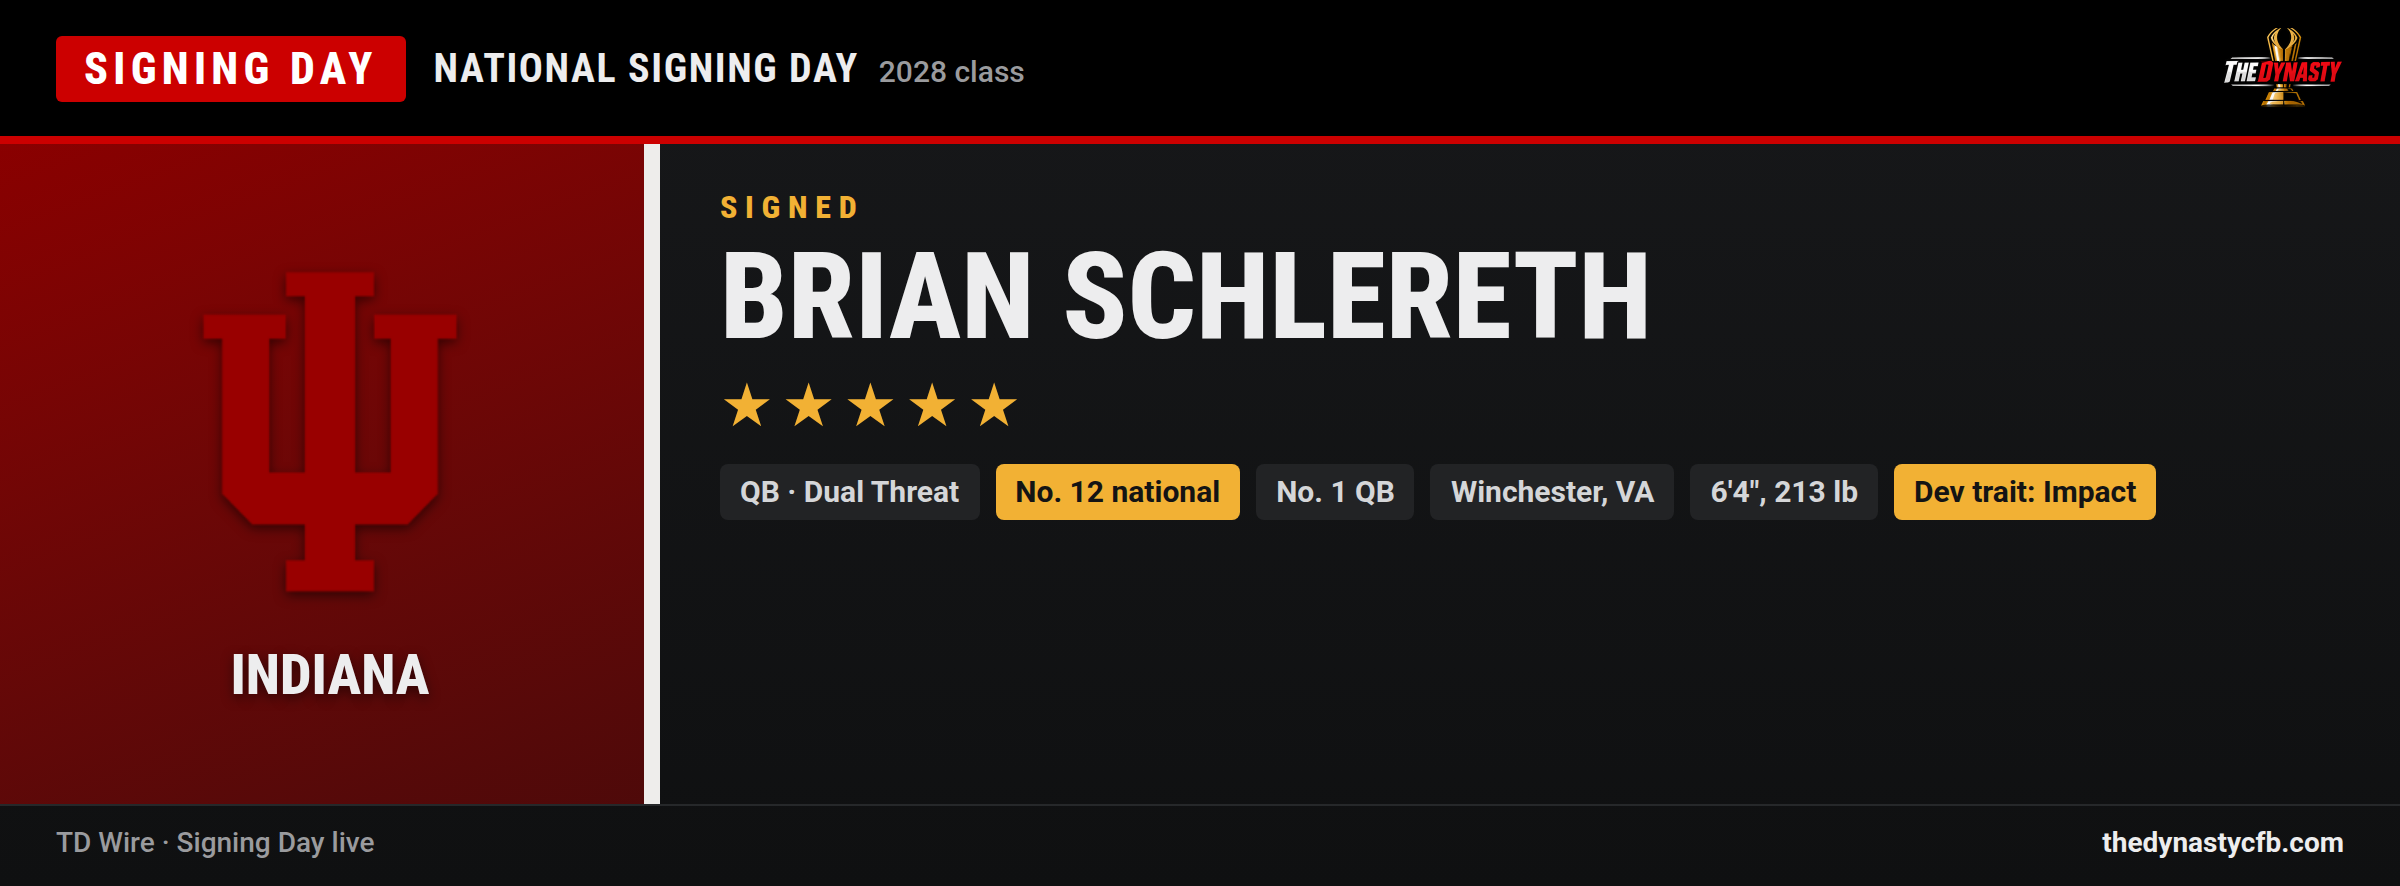 SIGNING DAY NATIONAL SIGNING DAY 2028 class
THE DYNASTY
SIGNED
BRIAN SCHLERETH
QB · Dual Threat No. 12 national No. 1 QB Winchester, VA 6'4", 213 lb Dev trait: Impact
INDIANA
TD Wire · Signing Day live thedynastycfb.com